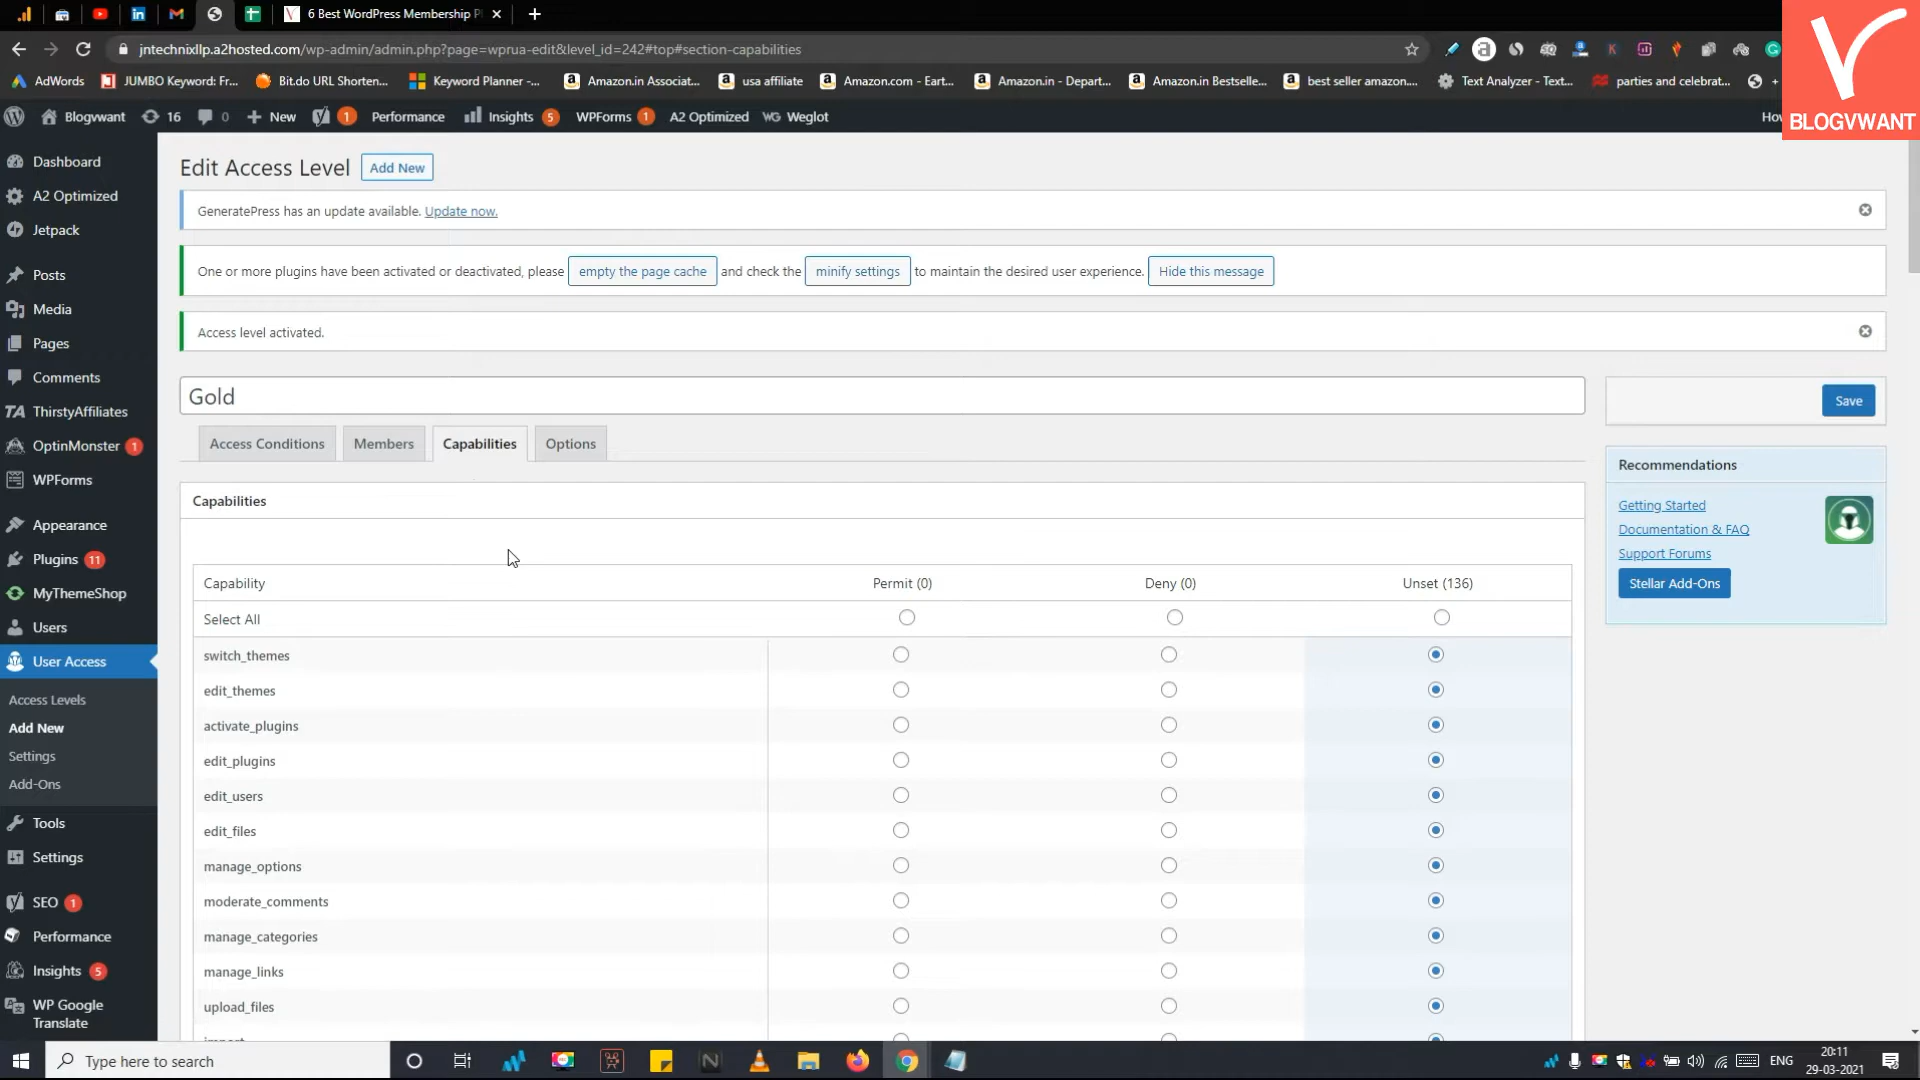 6 Best WordPress Membership P
jntechnixllp.a2hosted.com/wp-admin/admin.php?page=wprua-edit&level_id=242#top#section-capabilities
AdWords
JUMBO Keyword: Fr...
Bit.do URL Shorten...
Keyword Planner -...
Amazon.in Associat...
usa affiliate
Amazon.com - Eart...
Amazon.in - Depart...
Amazon.in Bestselle...
best seller amazon...
Text Analyzer - Text...
parties and celebrat...
BLOGVWANT
Blogvwant
16
0
New
1
Performance
Insights 5
WPForms 1
A2 Optimized
Weglot
How
Dashboard
A2 Optimized
Jetpack
Posts
Media
Pages
Comments
TA ThirstyAffiliates
OptinMonster 1
WPForms
Appearance
Plugins 11
MyThemeShop
Users
User Access
Access Levels
Add New
Settings
Add-Ons
Tools
Settings
SEO 1
Performance
Insights 5
WP Google
Translate
Edit Access Level Add New
GeneratePress has an update available. Update now.
One or more plugins have been activated or deactivated, please empty the page cache and check the minify settings to maintain the desired user experience. Hide this message
Access level activated.
Gold
Access Conditions Members Capabilities Options
Capabilities
Capability Permit (0) Deny (0) Unset (136)
Select All
switch_themes
edit_themes
activate_plugins
edit_plugins
edit_users
edit_files
manage_options
moderate_comments
manage_categories
manage_links
upload_files
Save
Recommendations
Getting Started
Documentation & FAQ
Support Forums
Stellar Add-Ons
Type here to search
ENG
20:11
29-03-2021